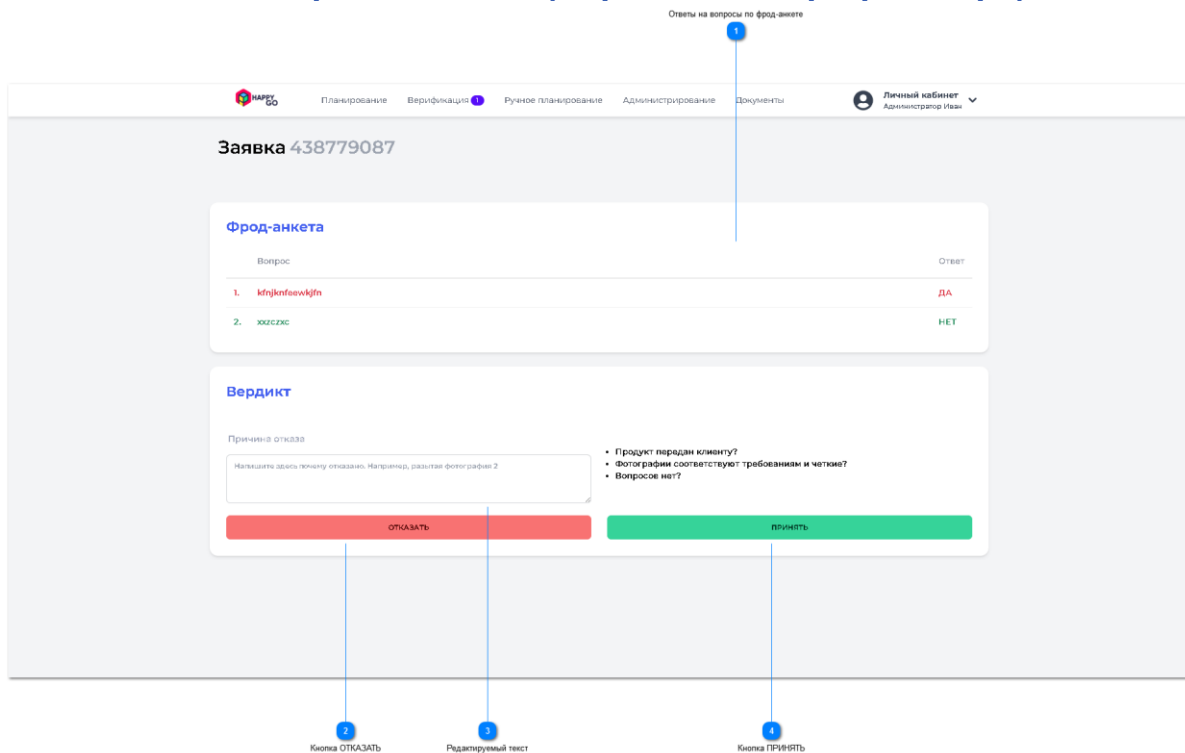 Ответы на вопросы по фрод-анкете
1
HAPPY GO
Планирование Верификация 1 Ручное планирование Администрирование Документы Личный кабинет
Администратор Иван
Заявка 438779087
Фрод-анкета
Вопрос Ответ
1. kfnjknfeewkjfn ДА
2. xxzczxc НЕТ
Вердикт
Причина отказа
Напишите здесь почему отказано. Например, разытая фотография 2
• Продукт передан клиенту?
• Фотографии соответствуют требованиям и четкие?
• Вопросов нет?
ОТКАЗАТЬ ПРИНЯТЬ
2 3 4
Кнопка ОТКАЗАТЬ Редактируемый текст Кнопка ПРИНЯТЬ